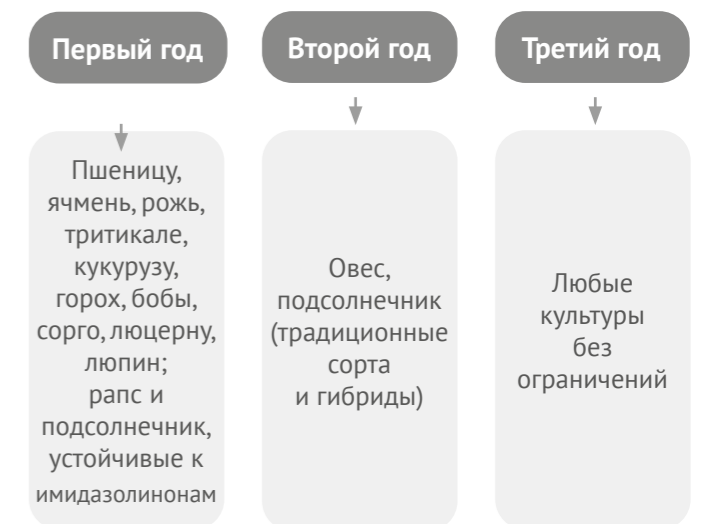 Первый год
Пшеницу,
ячмень, рожь,
тритикале,
кукурузу,
горох, бобы,
сорго, люцерну,
люпин;
рапс и
подсолнечник,
устойчивые к
имидазолинонам
Второй год
Овес,
подсолнечник
(традиционные
сорта
и гибриды)
Третий год
Любые
культуры
без
ограничений